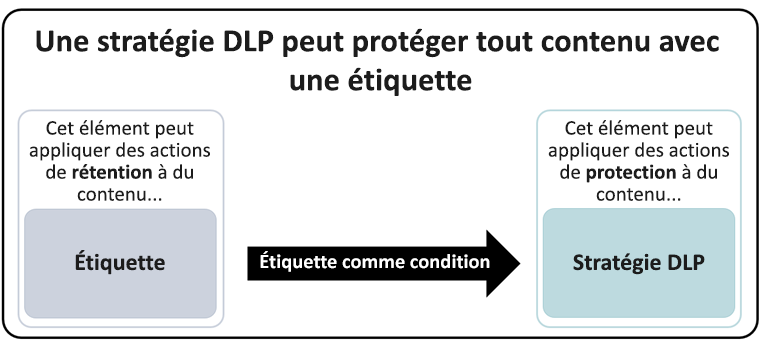 Une stratégie DLP peut protéger tout contenu avec
une étiquette
Cet élément peut
appliquer des actions
de rétention à du
contenu...
Étiquette
Étiquette comme condition
Cet élément peut
appliquer des actions
de protection à du
contenu...
Stratégie DLP